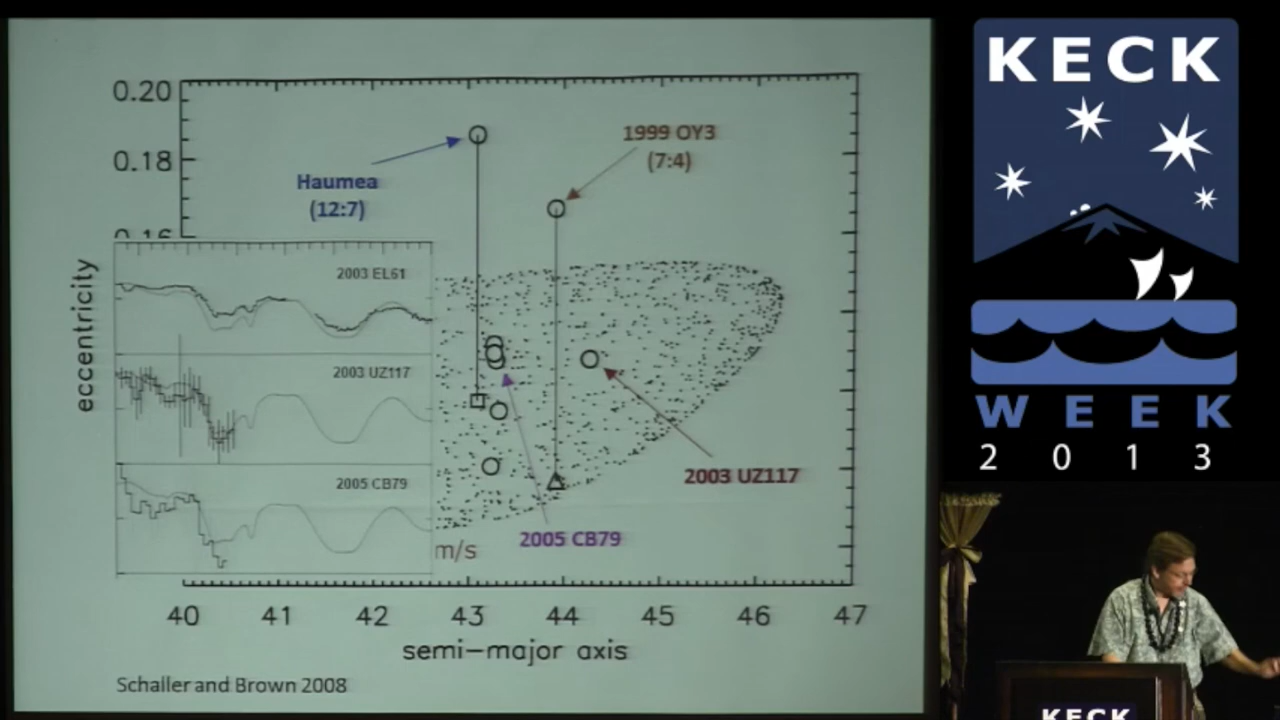 0.20
0.18
0.16
eccentricity
Haumea
(12:7)
1999 OY3
(7:4)
2003 EL61
2003 UZ117
2005 CB79
m/s
2003 UZ117
2005 CB79
40 41 42 43 44 45 46 47
semi-major axis
Schaller and Brown 2008
KECK
WEEK
2013
KECK